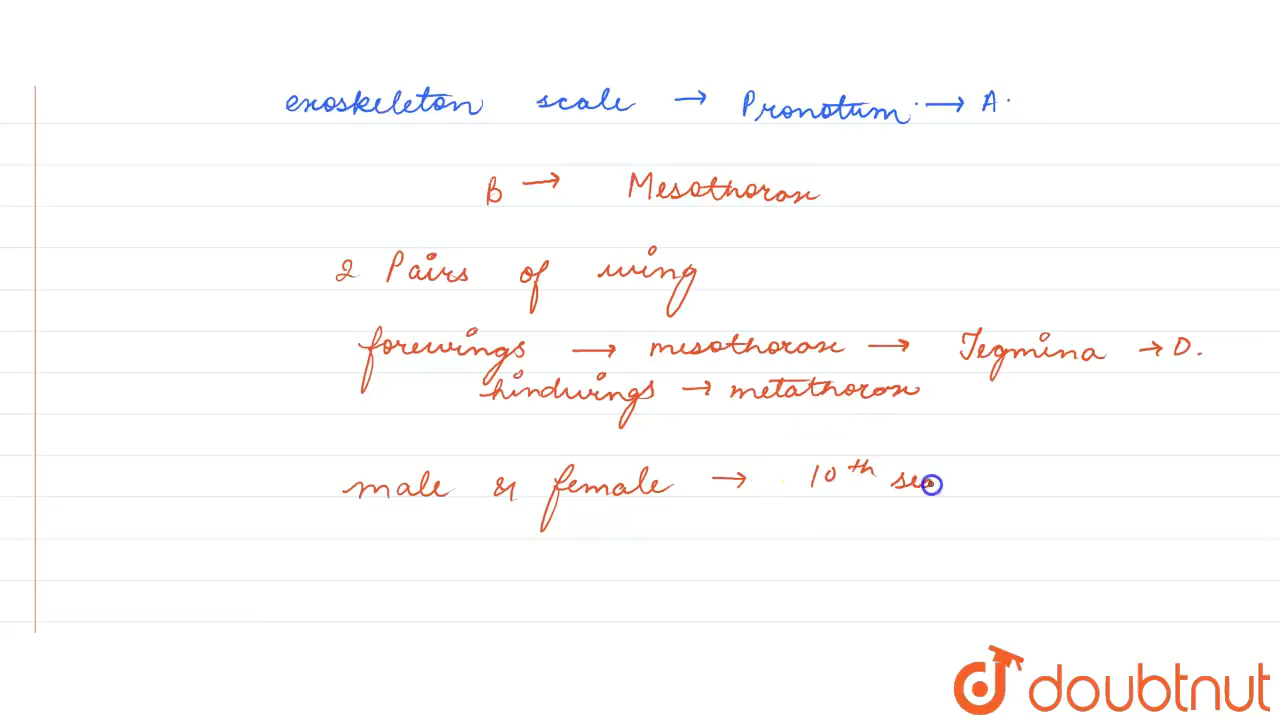 exoskeleton scale → Pronotum. → A.
B → Mesothorax
2 Pairs of wing
forewings → mesothorax → Tegmina → D.
hindwings → metathorax
male & female → 10th
doubtnut